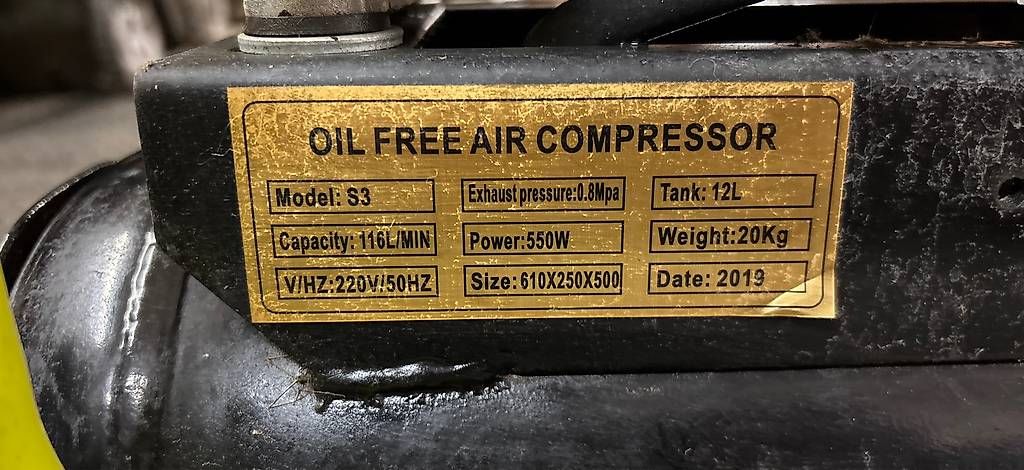 OIL FREE AIR COMPRESSOR
Model: S3 Exhaust pressure:0.8Mpa Tank: 12L
Capacity: 116L/MIN Power:550W Weight:20Kg
V/HZ:220V/50HZ Size:610X250X500 Date: 2019